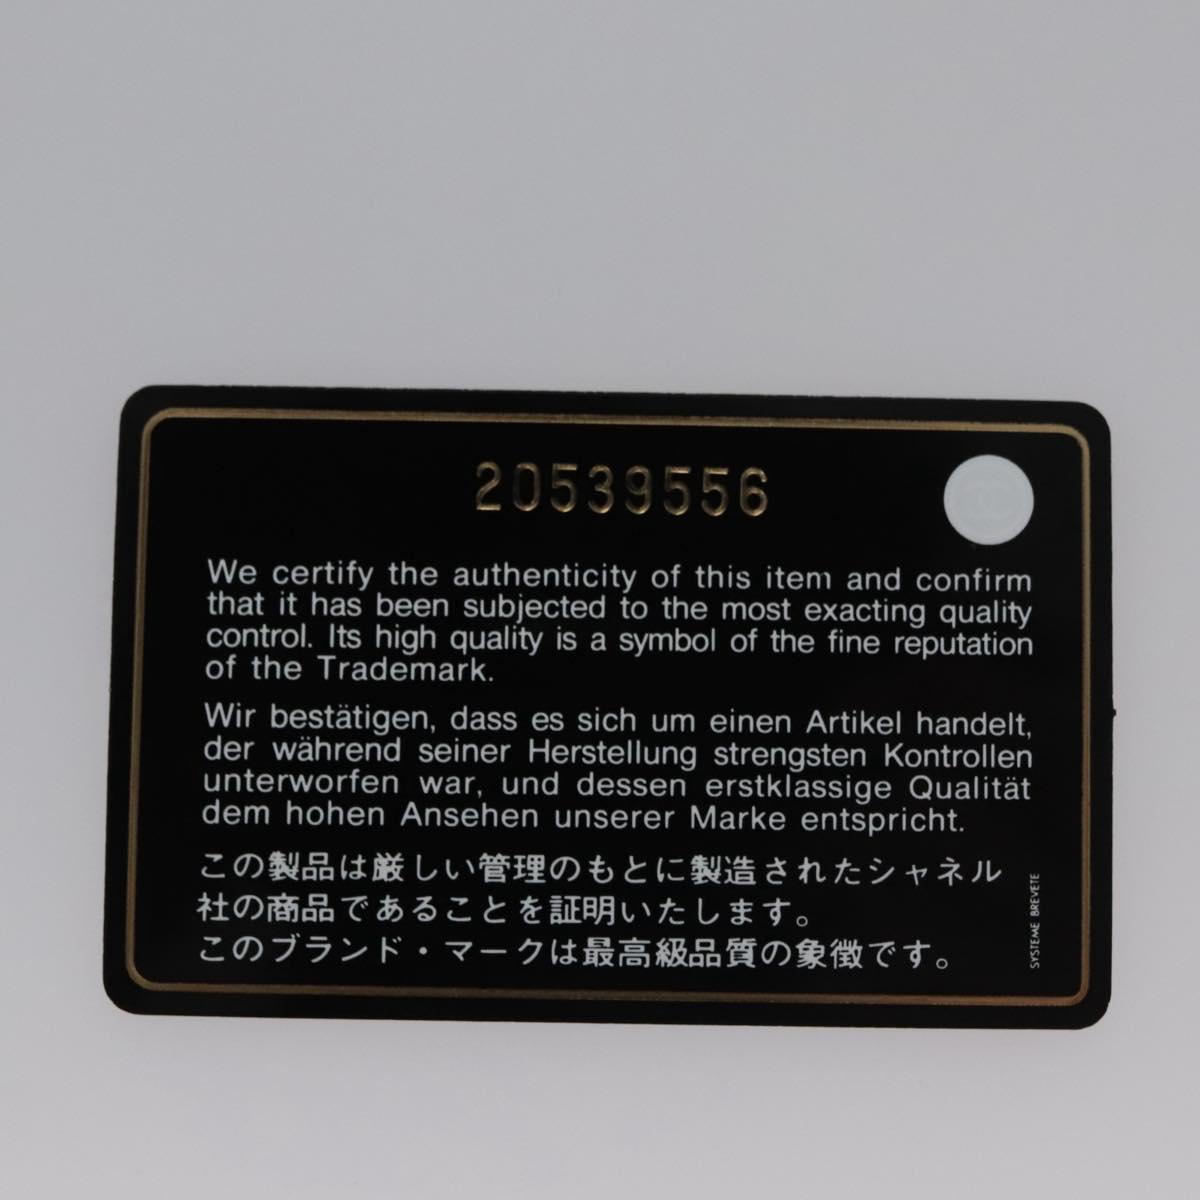 20539556
We certify the authenticity of this item and confirm
that it has been subjected to the most exacting quality
control. Its high quality is a symbol of the fine reputation
of the Trademark.
Wir bestätigen, dass es sich um einen Artikel handelt,
der während seiner Herstellung strengsten Kontrollen
unterworfen war, und dessen erstklassige Qualität
dem hohen Ansehen unserer Marke entspricht.
この製品は厳しい管理のもとに製造されたシャネル
社の商品であることを証明いたします。
このブランド・マークは最高級品質の象徴です。
SYSTEME BREVETE